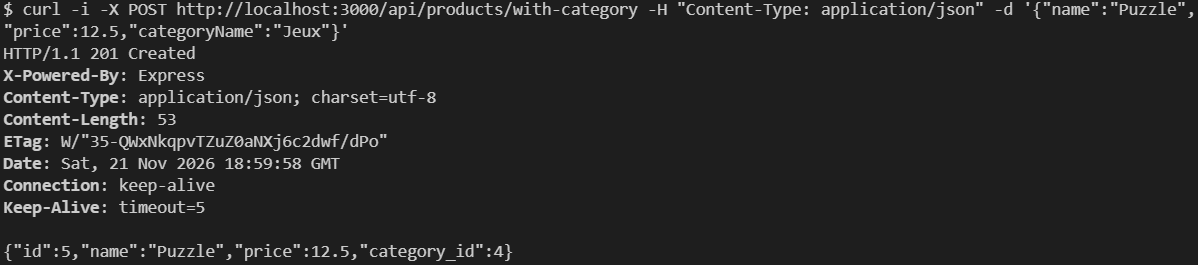 $ curl -i -X POST http://localhost:3000/api/products/with-category -H "Content-Type: application/json" -d '{"name":"Puzzle",
"price":12.5,"categoryName":"Jeux"}'
HTTP/1.1 201 Created
X-Powered-By: Express
Content-Type: application/json; charset=utf-8
Content-Length: 53
ETag: W/"35-QWxNkqpvTZuZ0aNXj6c2dwf/dPo"
Date: Sat, 21 Nov 2026 18:59:58 GMT
Connection: keep-alive
Keep-Alive: timeout=5

{"id":5,"name":"Puzzle","price":12.5,"category_id":4}